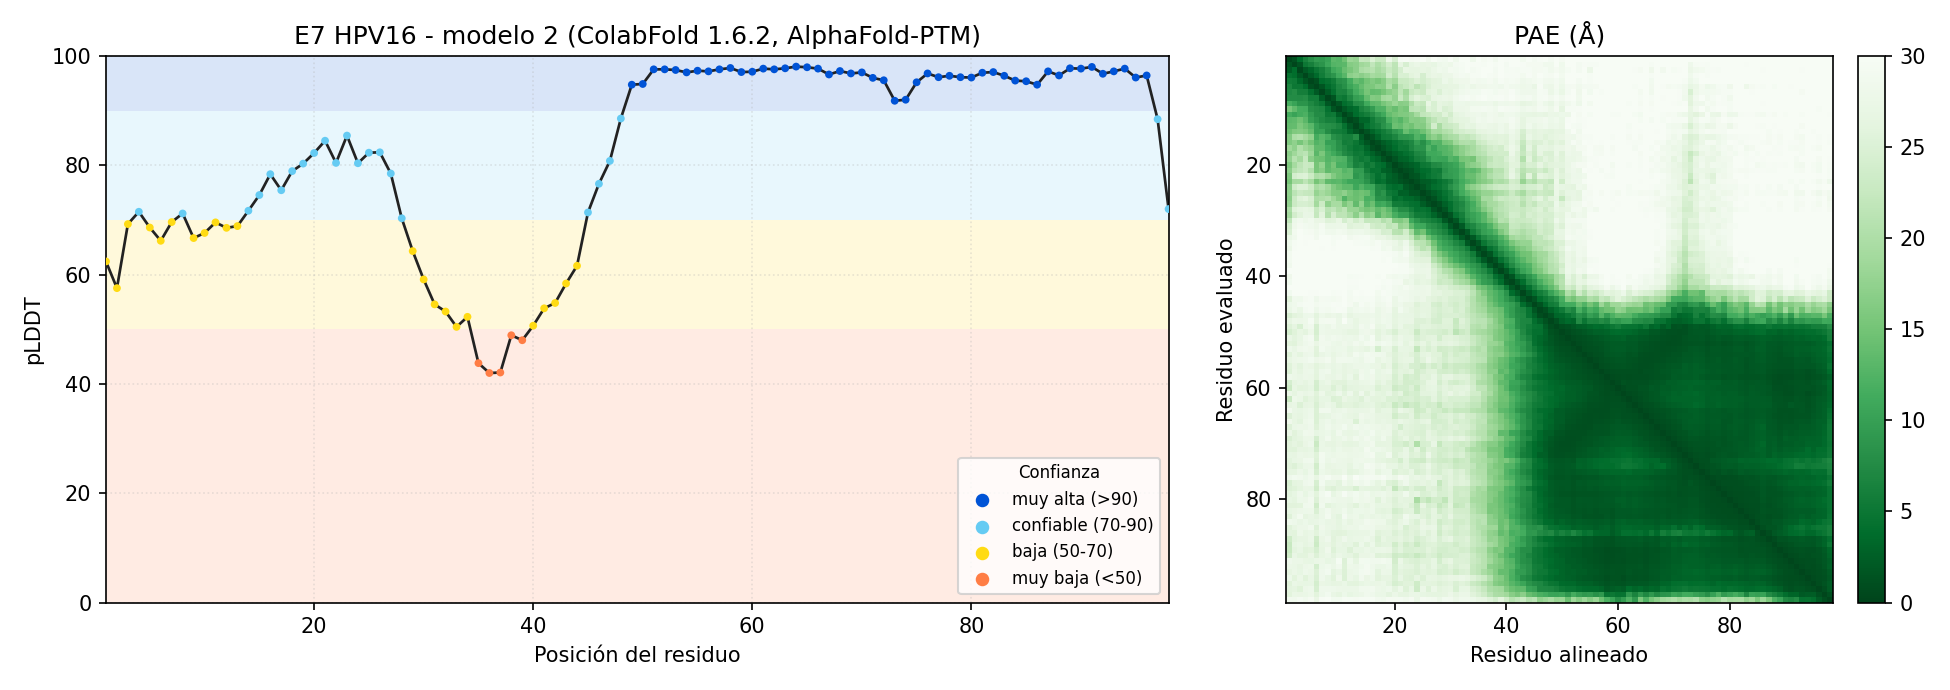 E7 HPV16 - modelo 2 (ColabFold 1.6.2, AlphaFold-PTM)
100
80
60
40
20
0
pLDDT
20
40
60
80
Posición del residuo
Confianza
muy alta (>90)
confiable (70-90)
baja (50-70)
muy baja (<50)
PAE (Å)
20
40
60
80
Residuo evaluado
20
40
60
80
Residuo alineado
30
25
20
15
10
5
0